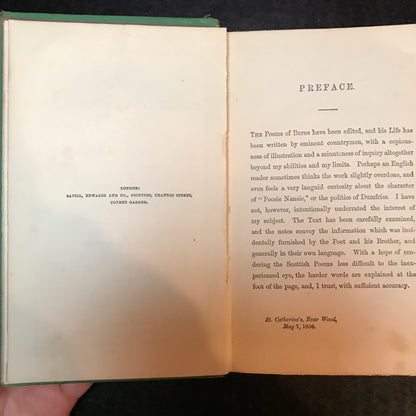 LONDON:
SAVILL, EDWARDS AND CO., PRINTERS, CHANDOS STREET,
COVENT GARDEN.
PREFACE.
THE Poems of Burns have been edited, and his Life has
been written by eminent countrymen, with a copious-
ness of illustration and a minuteness of inquiry altogether
beyond my abilities and my limits. Perhaps an English
reader sometimes thinks the work slightly overdone, and
even feels a very languid curiosity about the character
of "Poosie Nansie," or the politics of Dumfries. I have
not, however, intentionally underrated the interest of
my subject. The Text has been carefully examined,
and the notes convey the information which was inci-
dentally furnished by the Poet and his Brother, and
generally in their own language. With a hope of ren-
dering the Scottish Poems less difficult to the inex-
perienced eye, the harder words are explained at the
foot of the page, and, I trust, with sufficient accuracy.
St. Catherine's, Bear Wood,
May 7, 1856.